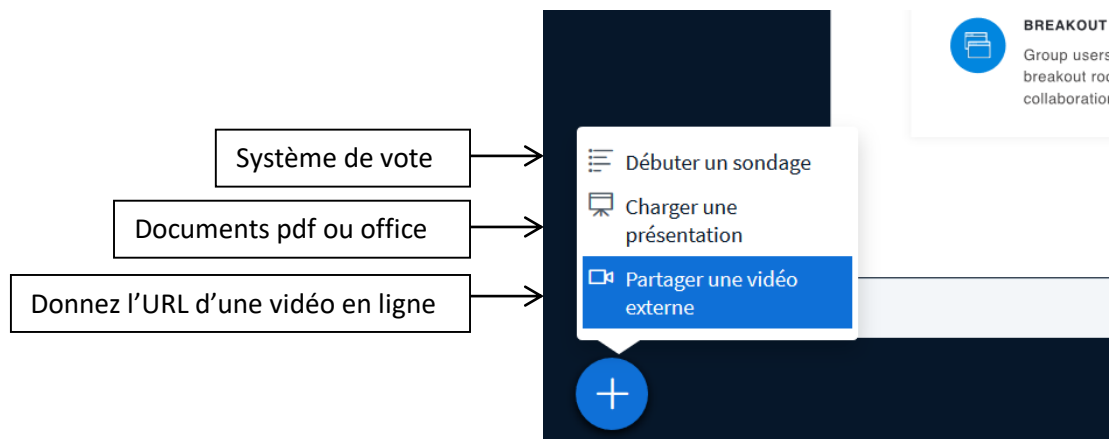 BREAKOUT
Group users
breakout
collaboration
Système de vote
Débuter un sondage
Documents pdf ou office
Charger une
présentation
Donnez l’URL d’une vidéo en ligne
Partager une vidéo
externe